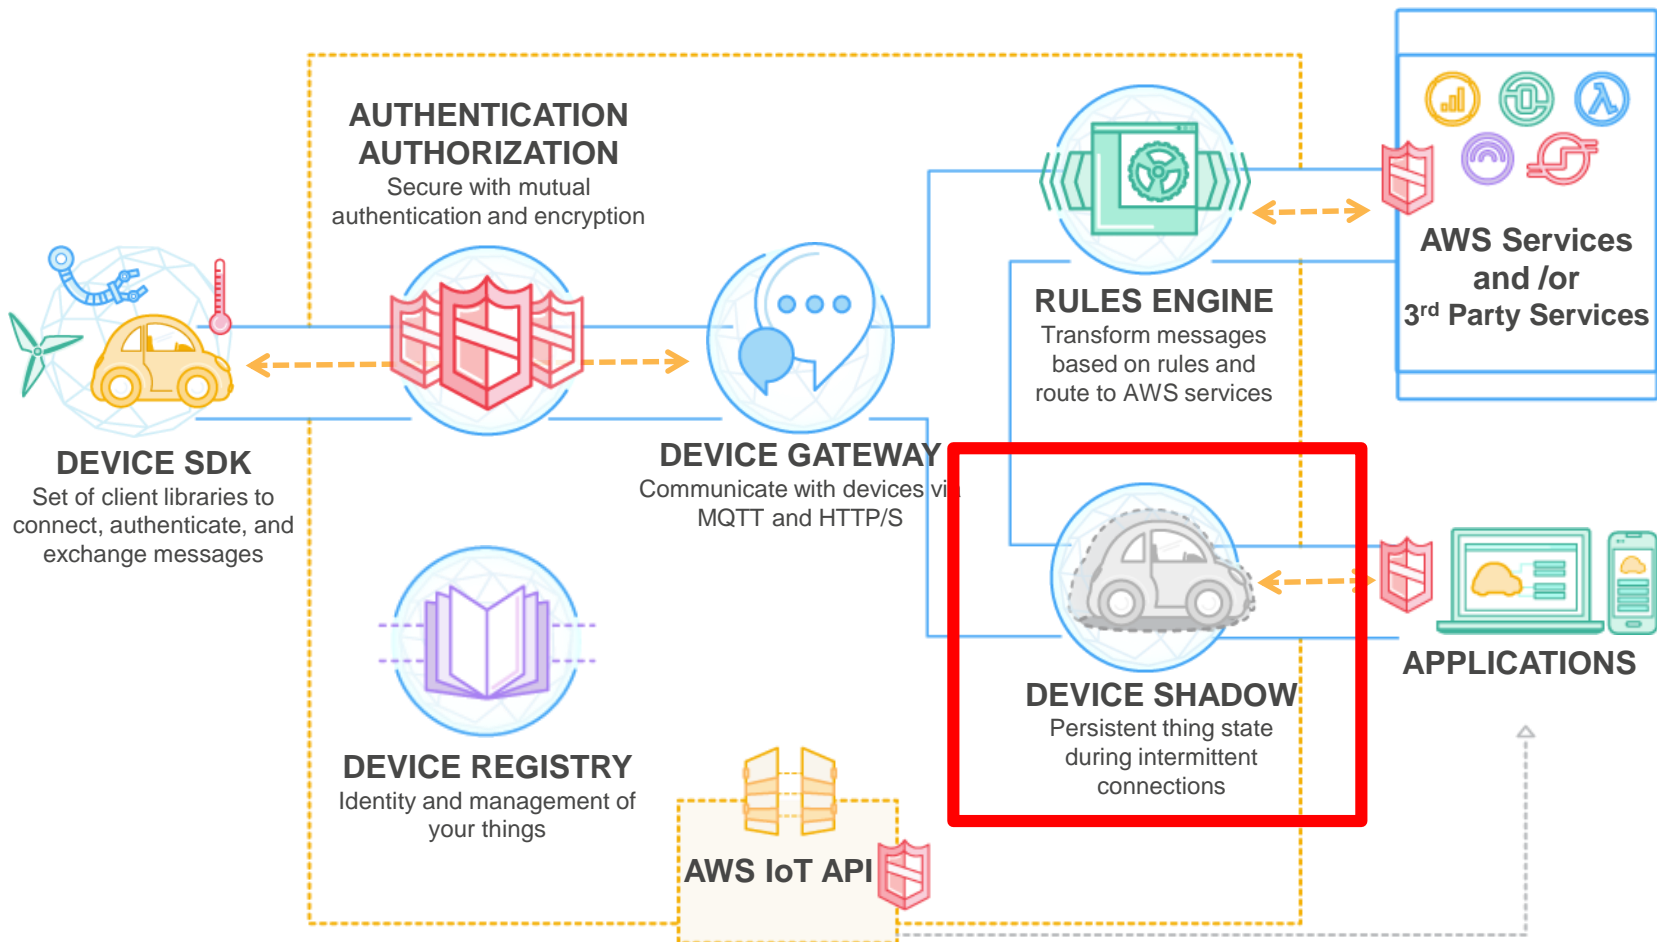 AUTHENTICATION
AUTHORIZATION
Secure with mutual
authentication and encryption
DEVICE SDK
Set of client libraries to
connect, authenticate, and
exchange messages
DEVICE GATEWAY
Communicate with devices via
MQTT and HTTP/S
RULES ENGINE
Transform messages
based on rules and
route to AWS services
AWS Services
and /or
3rd Party Services
DEVICE SHADOW
Persistent thing state
during intermittent
connections
APPLICATIONS
DEVICE REGISTRY
Identity and management of
your things
AWS IoT API